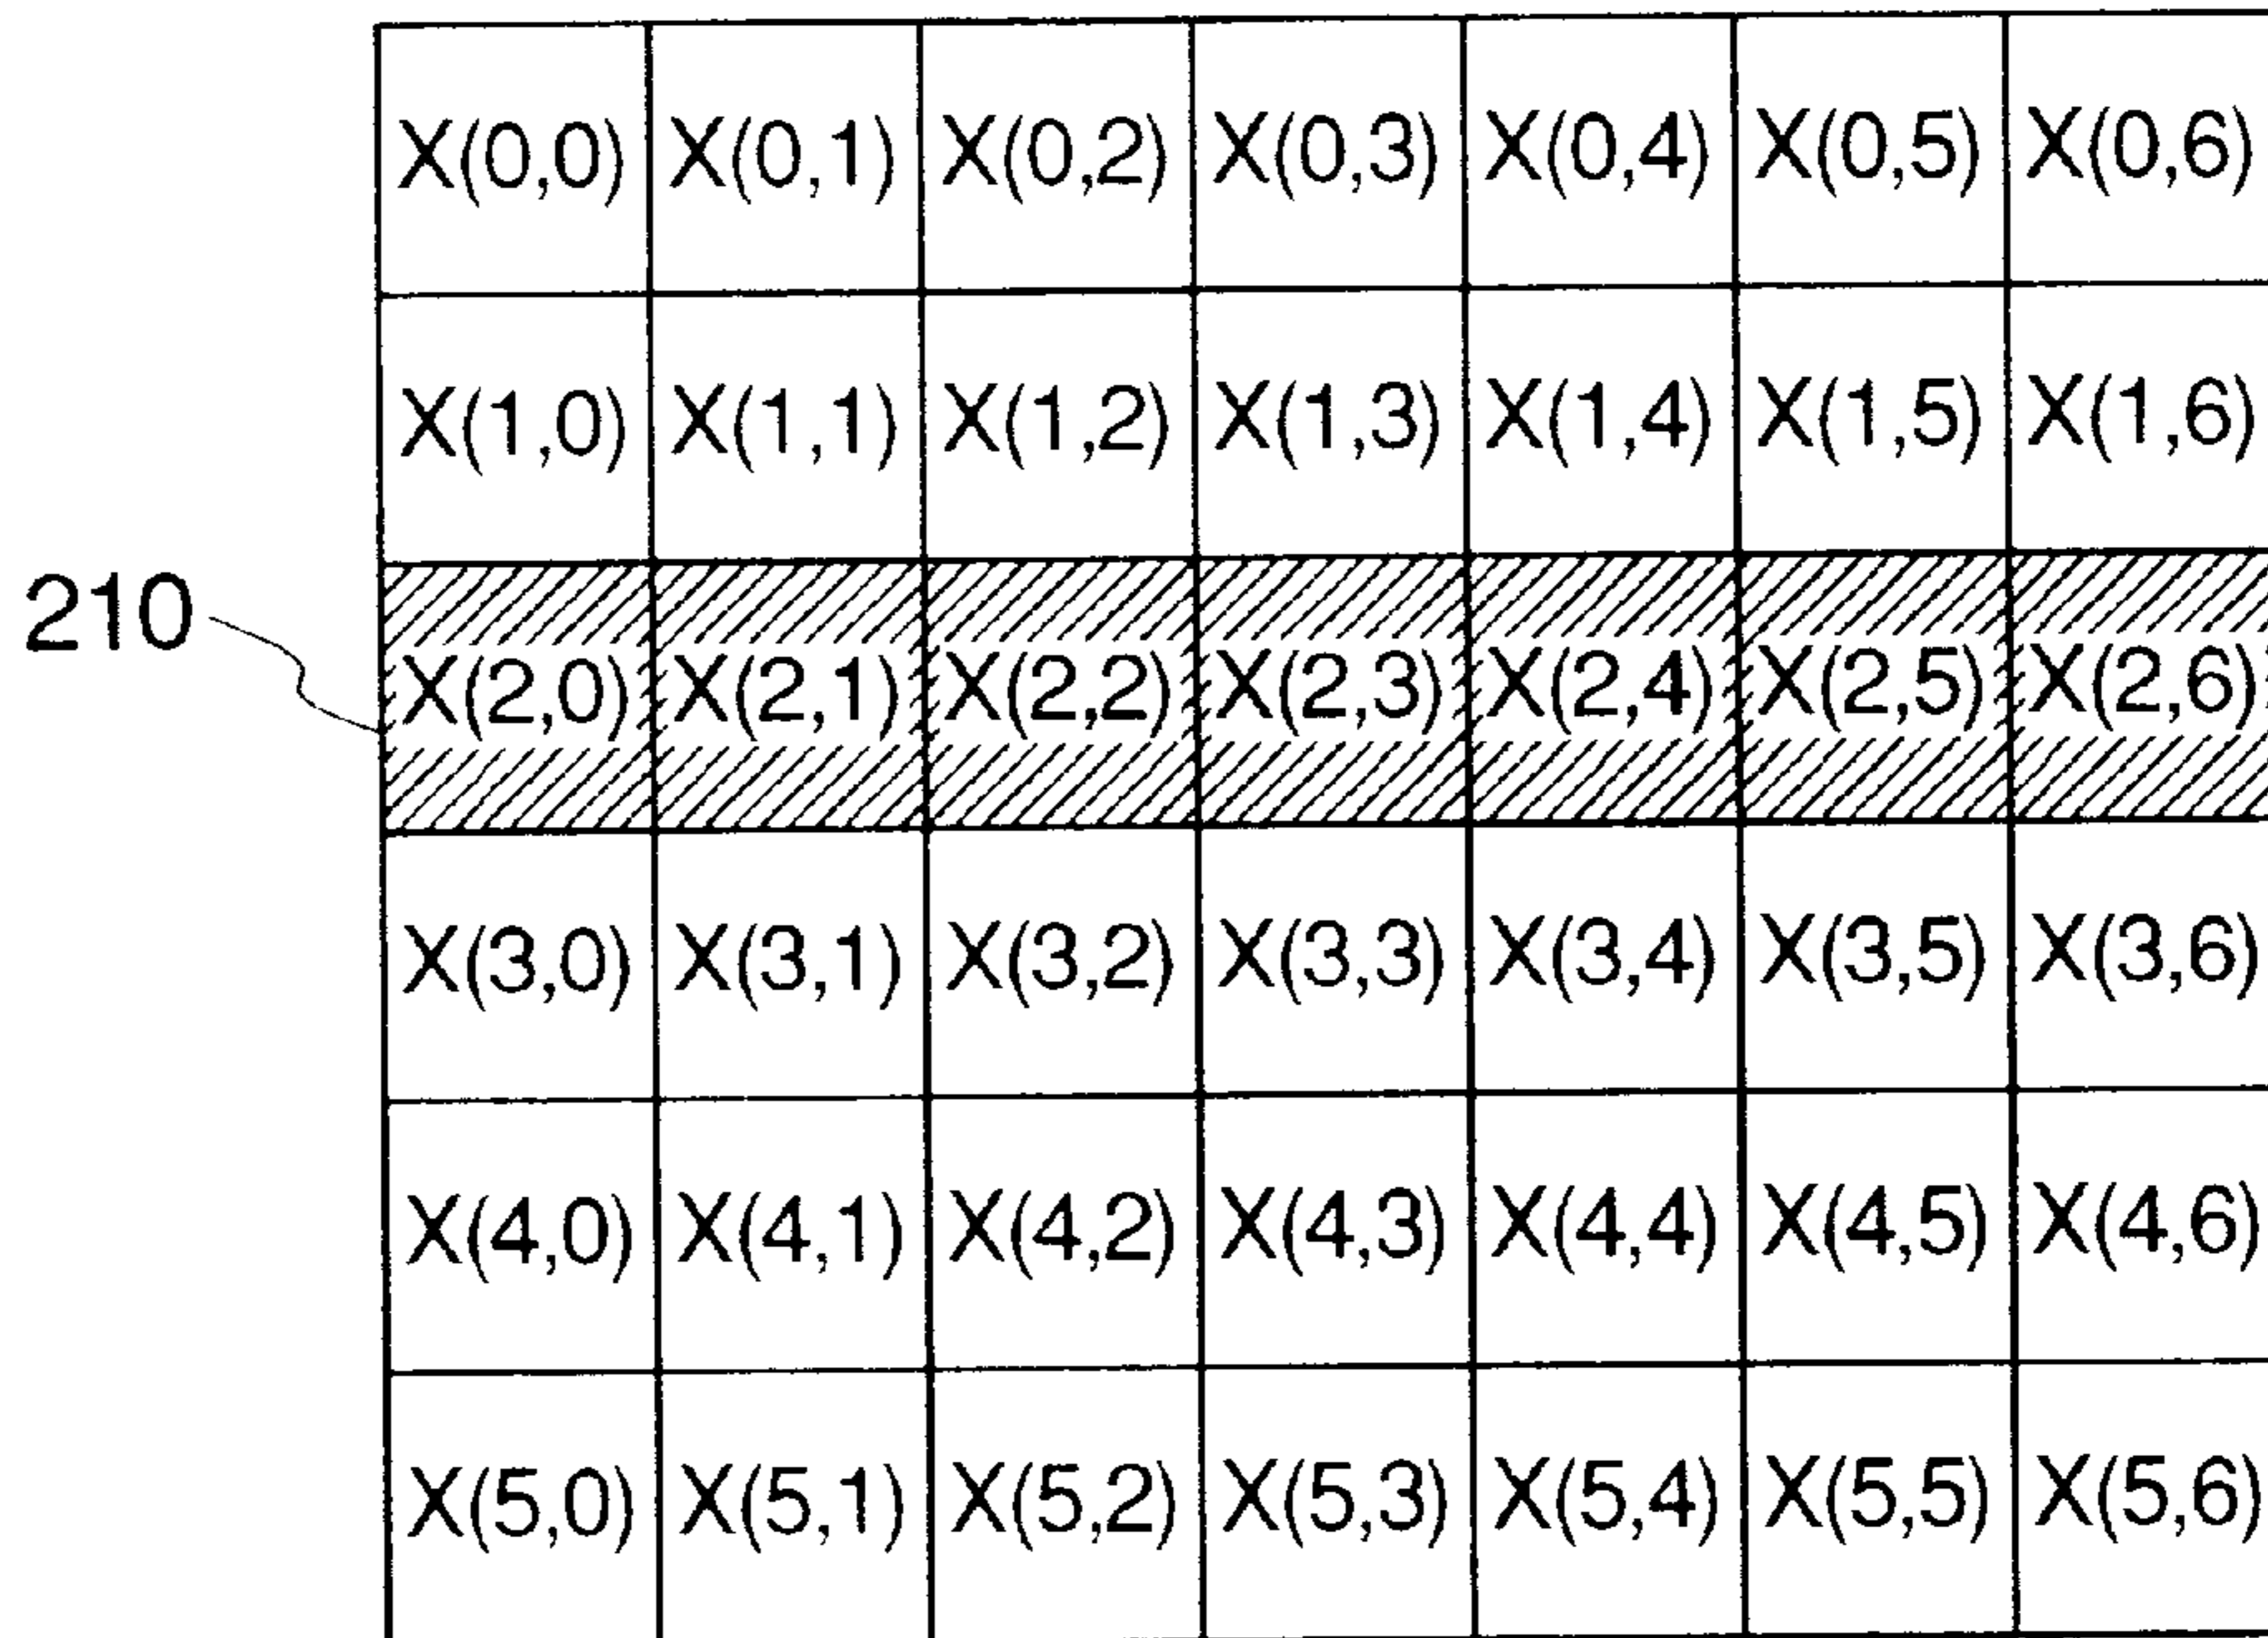 X(0,0) X(0,1) X(0,2) X(0,3) X(0,4) X(0,5) X(0,6)
X(1,0) X(1,1) X(1,2) X(1,3) X(1,4) X(1,5) X(1,6)
210
X(2,0) X(2,1) X(2,2) X(2,3) X(2,4) X(2,5) X(2,6)
X(3,0) X(3,1) X(3,2) X(3,3) X(3,4) X(3,5) X(3,6)
X(4,0) X(4,1) X(4,2) X(4,3) X(4,4) X(4,5) X(4,6)
X(5,0) X(5,1) X(5,2) X(5,3) X(5,4) X(5,5) X(5,6)